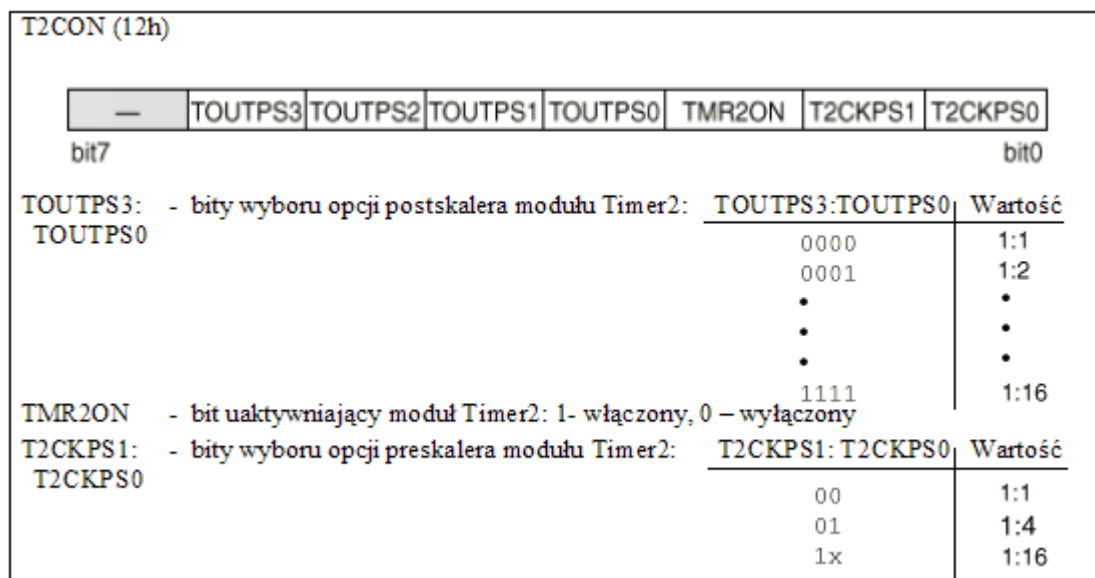 T2CON (12h)
— TOUTPS3 TOUTPS2 TOUTPS1 TOUTPS0 TMR2ON T2CKPS1 T2CKPS0
bit7 bit0
TOUTPS3: - bity wyboru opcji postskalera modułu Timer2: TOUTPS3:TOUTPS0 Wartość
TOUTPS0
0000 1:1
0001 1:2
• •
• •
• •
1111 1:16
TMR2ON - bit uaktywniający moduł Timer2: 1- włączony, 0 – wyłączony
T2CKPS1: - bity wyboru opcji preskalera modułu Timer2: T2CKPS1: T2CKPS0 Wartość
T2CKPS0
00 1:1
01 1:4
1x 1:16